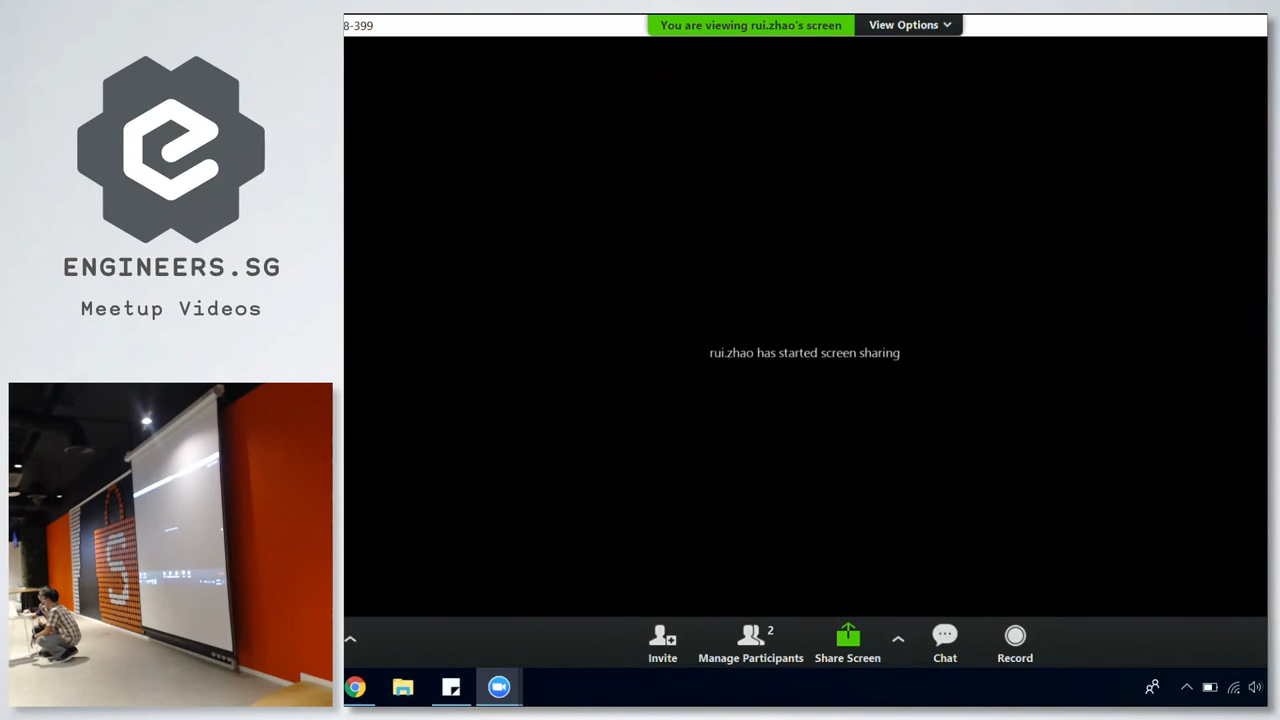 8-399
You are viewing rui.zhao's screen
View Options
ENGINEERS.SG
Meetup Videos
rui.zhao has started screen sharing
2
Invite
Manage Participants
Share Screen
Chat
Record